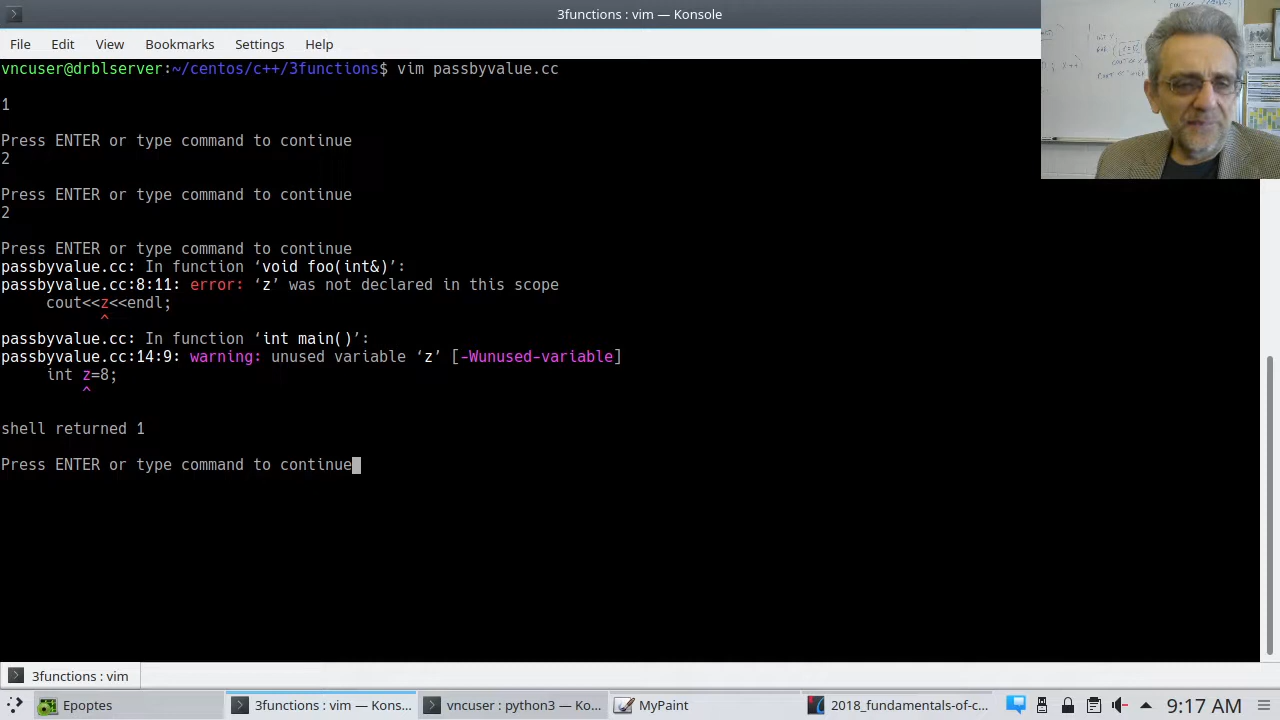 3functions : vim — Konsole
File Edit View Bookmarks Settings Help
vncuser@drblserver:~/centos/c++/3functions$ vim passbyvalue.cc
1
Press ENTER or type command to continue
2
Press ENTER or type command to continue
2
Press ENTER or type command to continue
passbyvalue.cc: In function ‘void foo(int&)’:
passbyvalue.cc:8:11: error: ‘z’ was not declared in this scope
cout<<z<<endl;
^
passbyvalue.cc: In function ‘int main()’:
passbyvalue.cc:14:9: warning: unused variable ‘z’ [-Wunused-variable]
int z=8;
^
shell returned 1
Press ENTER or type command to continue
3functions : vim
Epoptes
3functions : vim — Kons...
vncuser : python3 — Ko...
MyPaint
2018_fundamentals-of-c...
9:17 AM